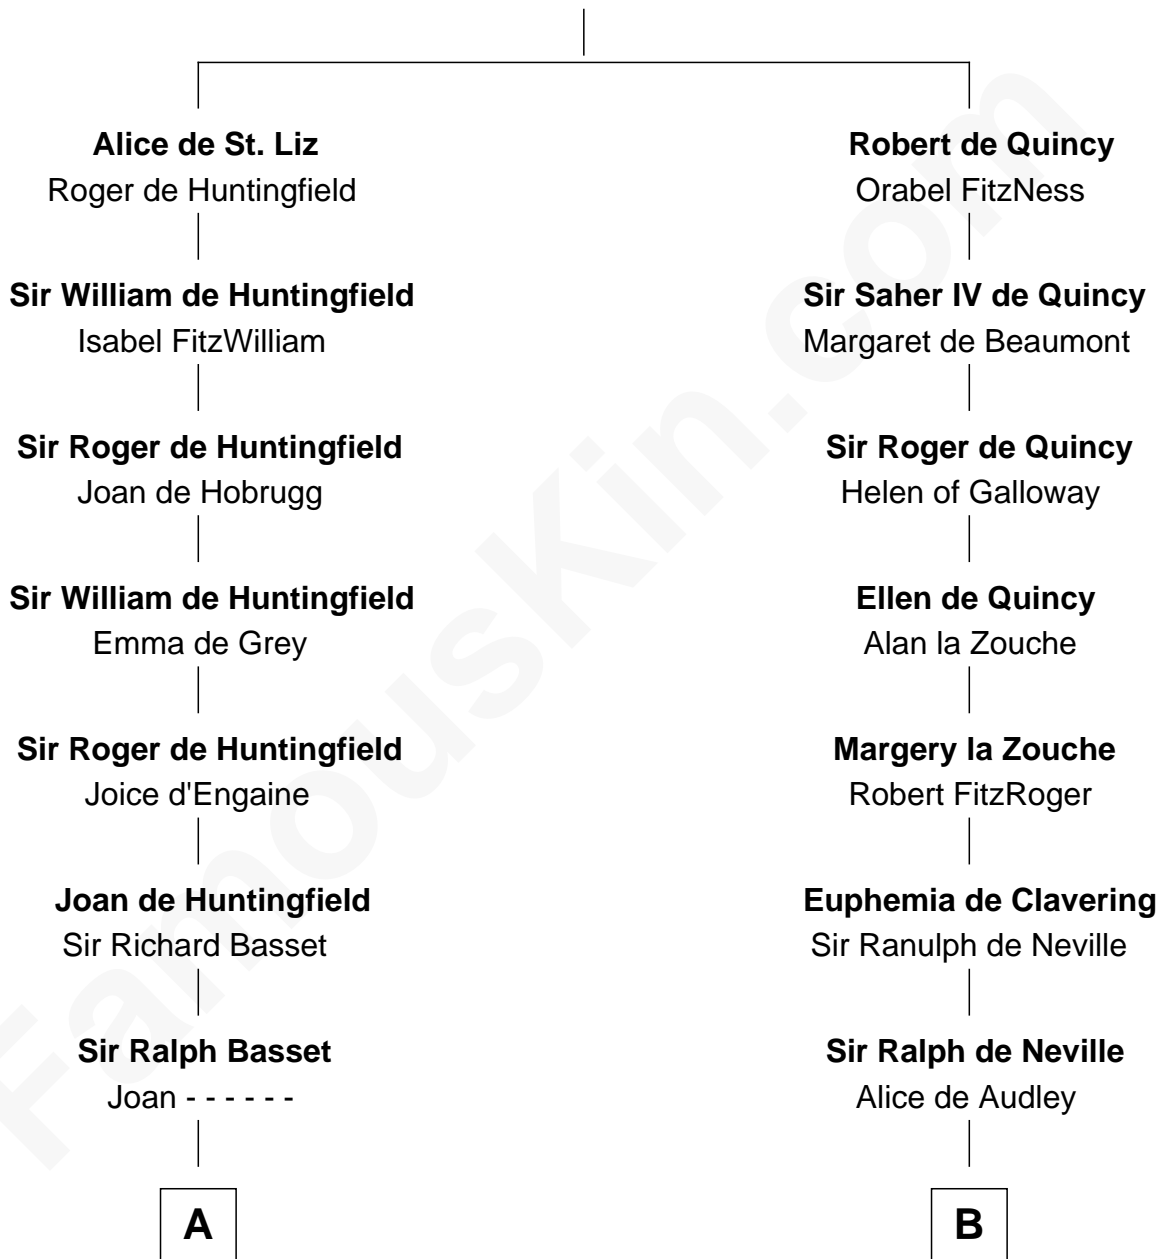 Alice de St. Liz
Roger de Huntingfield
Sir William de Huntingfield
Isabel FitzWilliam
Sir Roger de Huntingfield
Joan de Hobrugg
Sir William de Huntingfield
Emma de Grey
Sir Roger de Huntingfield
Joice d'Engaine
Joan de Huntingfield
Sir Richard Basset
Sir Ralph Basset
Joan - - - - - -
A
Robert de Quincy
Orabel FitzNess
Sir Saher IV de Quincy
Margaret de Beaumont
Sir Roger de Quincy
Helen of Galloway
Ellen de Quincy
Alan la Zouche
Margery la Zouche
Robert FitzRoger
Euphemia de Clavering
Sir Ranulph de Neville
Sir Ralph de Neville
Alice de Audley
B
FamousKin.com